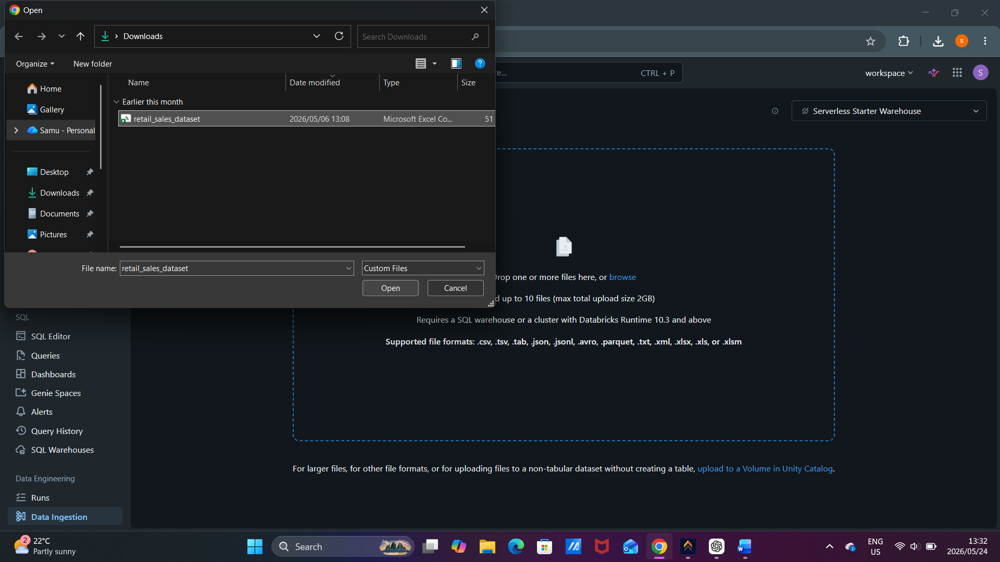 Open
Downloads
Search Downloads
Organize
New folder
Name
Date modified
Type
Size
Home
Gallery
Samu - Personal
Desktop
Downloads
Documents
Pictures
Earlier this month
retail_sales_dataset 2026/05/06 13:08 Microsoft Excel Co... 51
File name: retail_sales_dataset
Custom Files
Open
Cancel
re...
CTRL + P
workspace
S
S
Serverless Starter Warehouse
Drop one or more files here, or browse
d up to 10 files (max total upload size 2GB)
Requires a SQL warehouse or a cluster with Databricks Runtime 10.3 and above
Supported file formats: .csv, .tsv, .tab, .json, .jsonl, .avro, .parquet, .txt, .xml, .xlsx, .xls, or .xlsm
For larger files, for other file formats, or for uploading files to a non-tabular dataset without creating a table, upload to a Volume in Unity Catalog.
SQL
SQL Editor
Queries
Dashboards
Genie Spaces
Alerts
Query History
SQL Warehouses
Data Engineering
Runs
Data Ingestion
2
22°C
Partly sunny
Search
ENG
US
13:32
2026/05/24